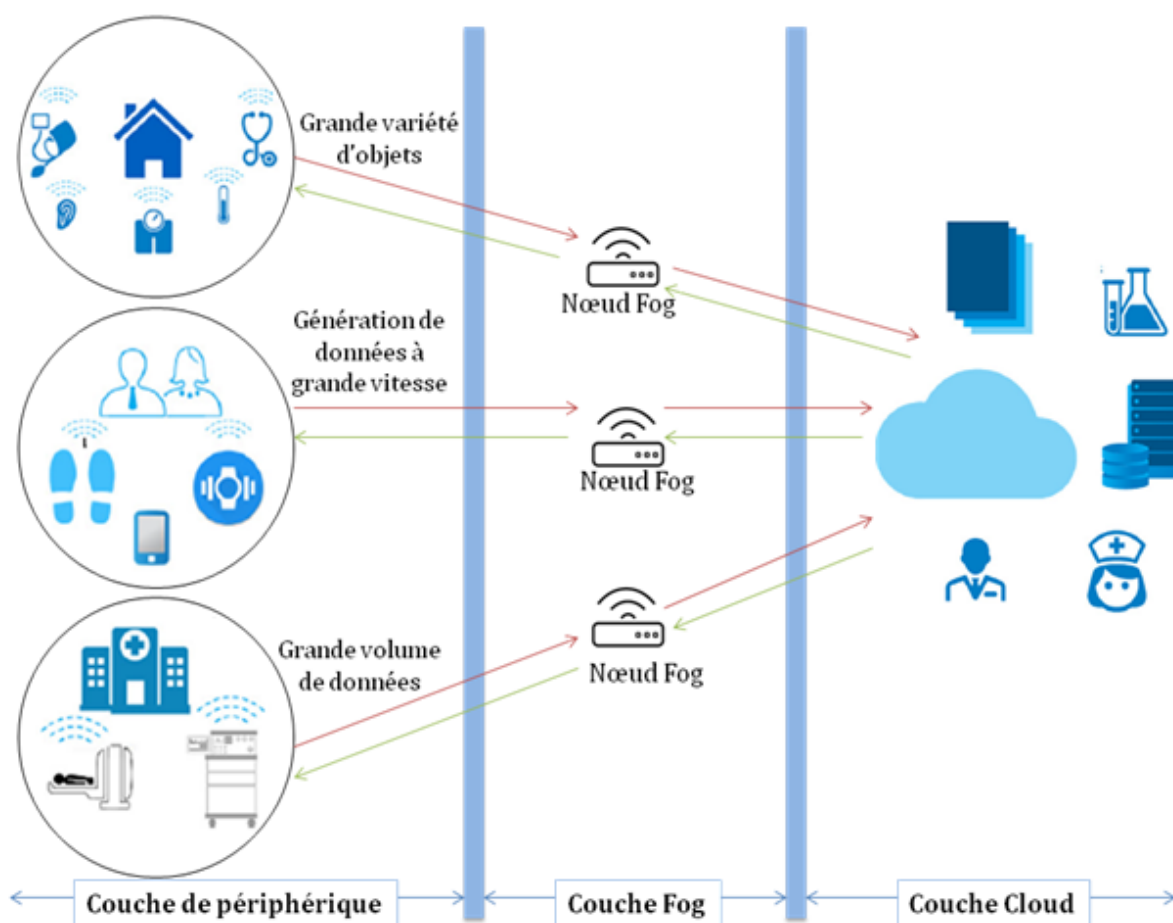 Grande variété
d'objets
Nœud Fog
Génération de
données à
grande vitesse
Nœud Fog
Grande volume
de données
Nœud Fog
Couche de périphérique
Couche Fog
Couche Cloud